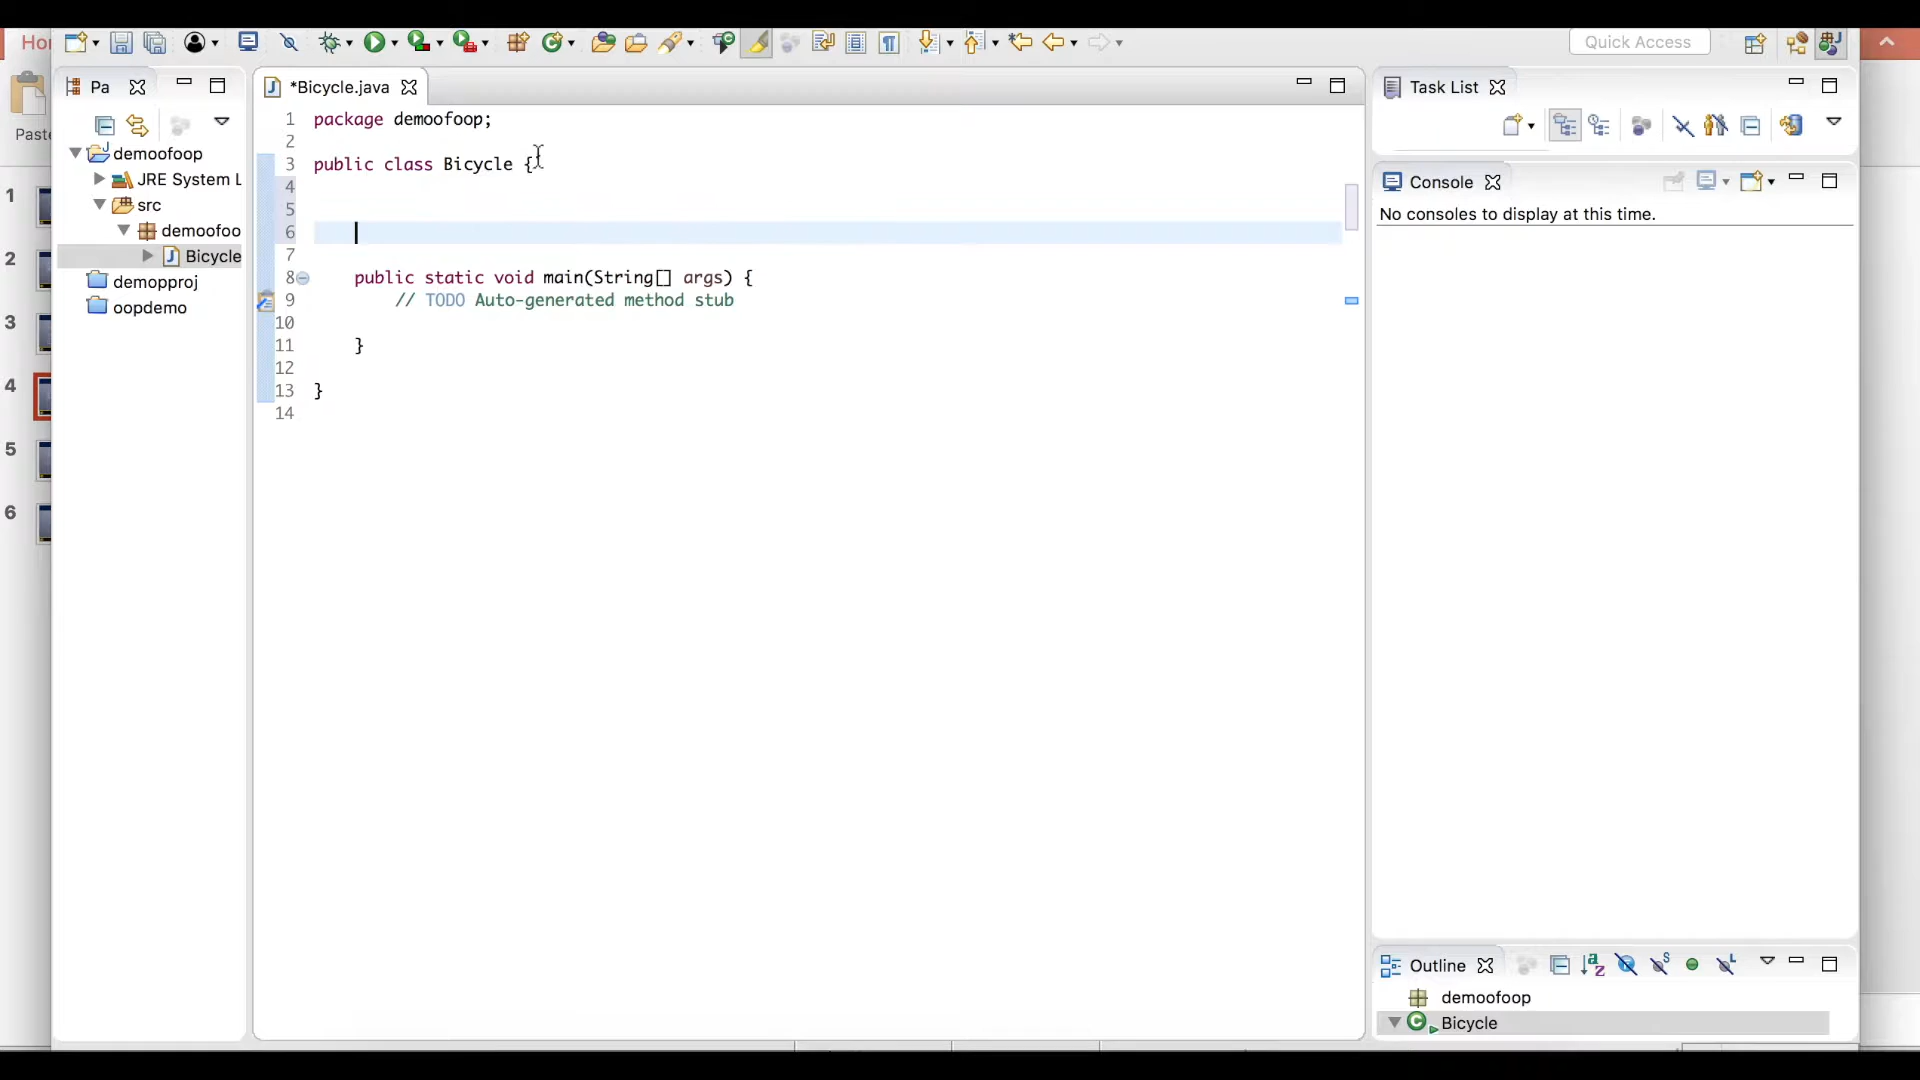 Hor
Quick Access
Paste
1
2
3
4
5
6
Pa
demoofoop
JRE System L
src
demoofoo
Bicycle
demopproj
oopdemo
*Bicycle.java
1 package demoofoop;
2
3 public class Bicycle {
4
5
6
7
8 public static void main(String[] args) {
9 // TODO Auto-generated method stub
10
11 }
12
13 }
14
Task List
Console
No consoles to display at this time.
Outline
demoofoop
Bicycle